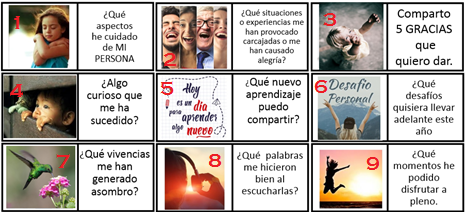 1
¿Qué
aspectos
he cuidado
de MI
PERSONA
2
¿Qué situaciones
o experiencias me
han provocado
carcajadas o me
han causado
alegría?
3
Comparto
5 GRACIAS
que
quiero dar.
4
¿Algo
curioso que
me ha
sucedido?
5
Hoy
es un
día
para
aprender
algo
nuevo
¿Qué nuevo
aprendizaje
puedo
compartir?
6
Desafío
Personal
¿Qué
desafíos
quisiera llevar
adelante este
año
7
¿Qué vivencias
me han
generado
asombro?
8
¿Qué palabras
me hicieron
bien al
escucharlas?
9
¿Qué
momentos he
podido
disfrutar a
pleno.